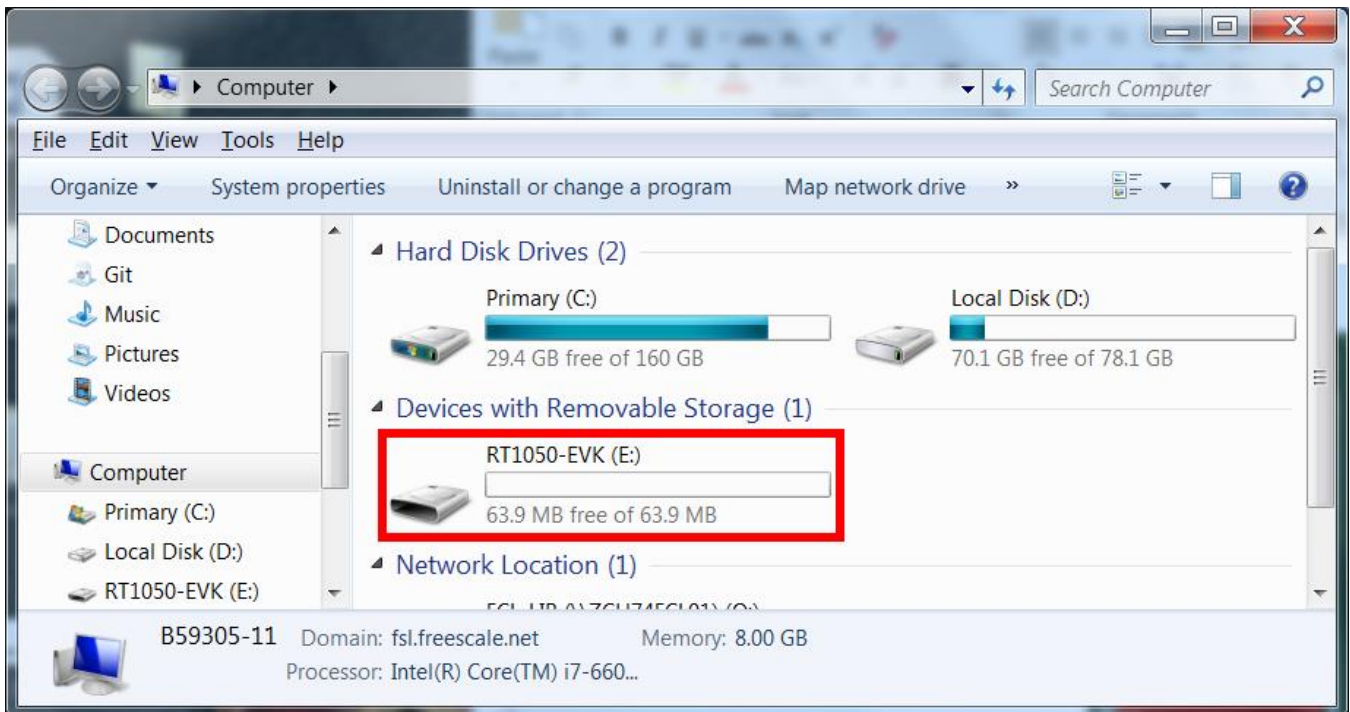 Computer
Search Computer
File Edit View Tools Help
Organize System properties Uninstall or change a program Map network drive »
Documents
Git
Music
Pictures
Videos
Computer
Primary (C:)
Local Disk (D:)
RT1050-EVK (E:)
Hard Disk Drives (2)
Primary (C:)
29.4 GB free of 160 GB
Local Disk (D:)
70.1 GB free of 78.1 GB
Devices with Removable Storage (1)
RT1050-EVK (E:)
63.9 MB free of 63.9 MB
Network Location (1)
B59305-11 Domain: fsl.freescale.net Memory: 8.00 GB
Processor: Intel(R) Core(TM) i7-660...